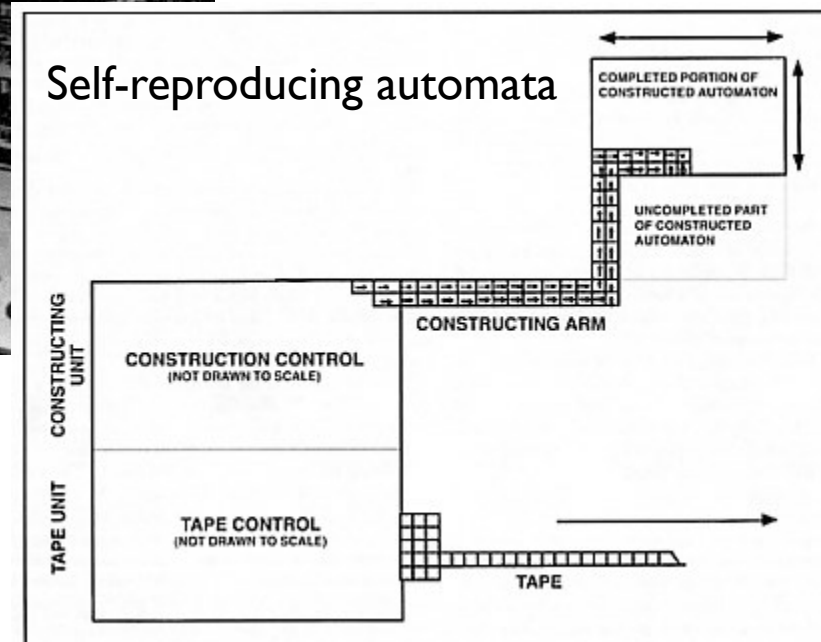 Self-reproducing automata
COMPLETED PORTION OF
CONSTRUCTED AUTOMATON
UNCOMPLETED PART
OF CONSTRUCTED
AUTOMATON
CONSTRUCTING ARM
CONSTRUCTING
UNIT
CONSTRUCTION CONTROL
(NOT DRAWN TO SCALE)
TAPE UNIT
TAPE CONTROL
(NOT DRAWN TO SCALE)
TAPE